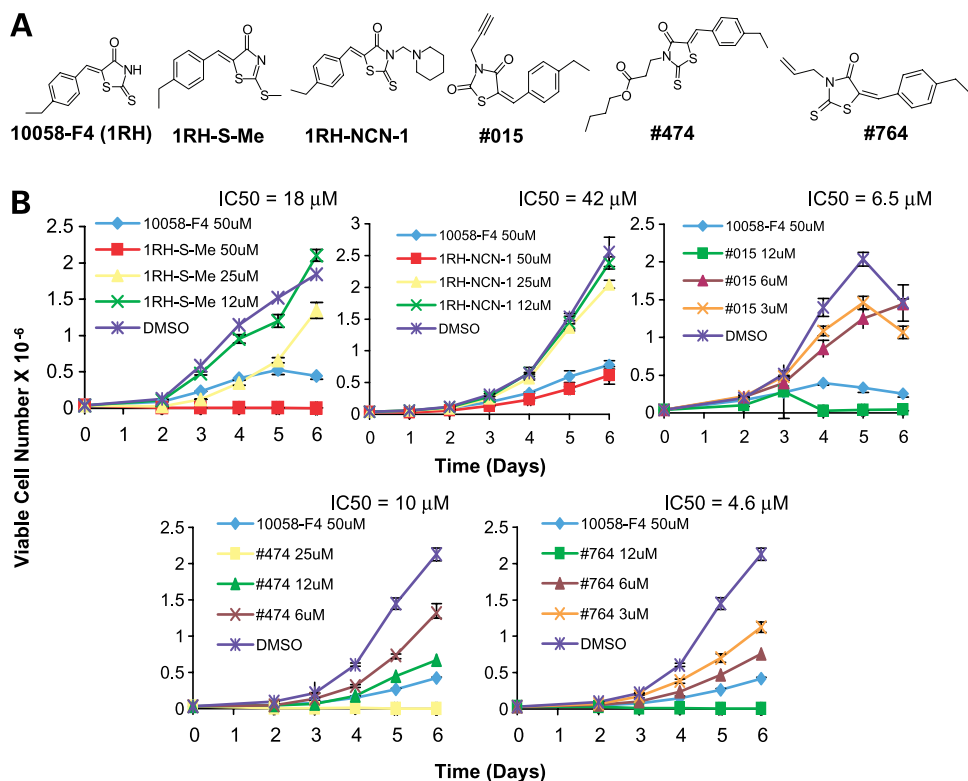 A
O
NH
S
S
10058-F4 (1RH)
O
N
S
S
1RH-S-Me
O
N
N
S
S
1RH-NCN-1
N
O
O
S
#015
O
O
N
O
S
S
#474
O
N
S
S
#764
B
Viable Cell Number X 10-6
IC50 = 18 μM
10058-F4 50uM
1RH-S-Me 50uM
1RH-S-Me 25uM
1RH-S-Me 12uM
DMSO
2.5
2
1.5
1
0.5
0
0 1 2 3 4 5 6
IC50 = 42 μM
10058-F4 50uM
1RH-NCN-1 50uM
1RH-NCN-1 25uM
1RH-NCN-1 12uM
DMSO
3
2.5
2
1.5
1
0.5
0
0 1 2 3 4 5 6
IC50 = 6.5 μM
10058-F4 50uM
#015 12uM
#015 6uM
#015 3uM
DMSO
2.5
2
1.5
1
0.5
0
0 1 2 3 4 5 6
Time (Days)
IC50 = 10 μM
10058-F4 50uM
#474 25uM
#474 12uM
#474 6uM
DMSO
2.5
2
1.5
1
0.5
0
0 1 2 3 4 5 6
Time (Days)
IC50 = 4.6 μM
10058-F4 50uM
#764 12uM
#764 6uM
#764 3uM
DMSO
2.5
2
1.5
1
0.5
0
0 1 2 3 4 5 6
Time (Days)